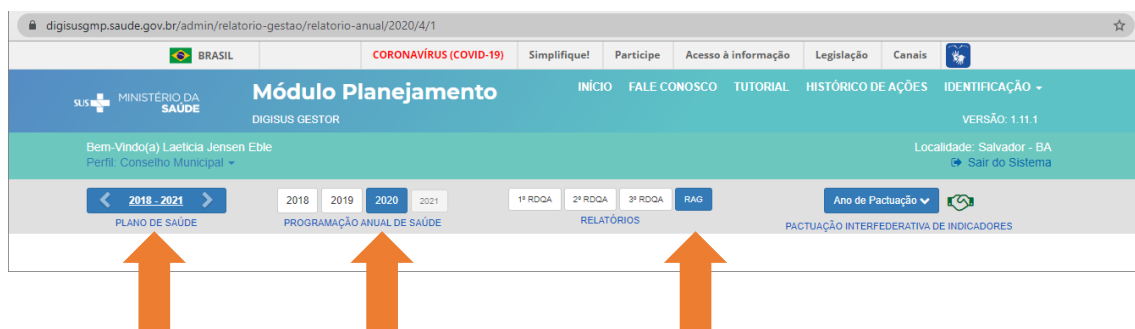 digisusgmp.saude.gov.br/admin/relatorio-gestao/relatorio-anual/2020/4/1
BRASIL CORONAVÍRUS (COVID-19) Simplifique! Participe Acesso à informação Legislação Canais
SUS MINISTÉRIO DA SAÚDE
Módulo Planejamento
DIGISUS GESTOR
INÍCIO FALE CONOSCO TUTORIAL HISTÓRICO DE AÇÕES IDENTIFICAÇÃO
VERSÃO: 1.11.1
Bem-Vindo(a) Laeticia Jensen Eble
Perfil: Conselho Municipal
Localidade: Salvador - BA
Sair do Sistema
2018 - 2021
PLANO DE SAÚDE
2018 2019 2020 2021
PROGRAMAÇÃO ANUAL DE SAÚDE
1º RDQA 2º RDQA 3º RDQA RAG
RELATÓRIOS
Ano de Pactuação
PACTUAÇÃO INTERFEDERATIVA DE INDICADORES